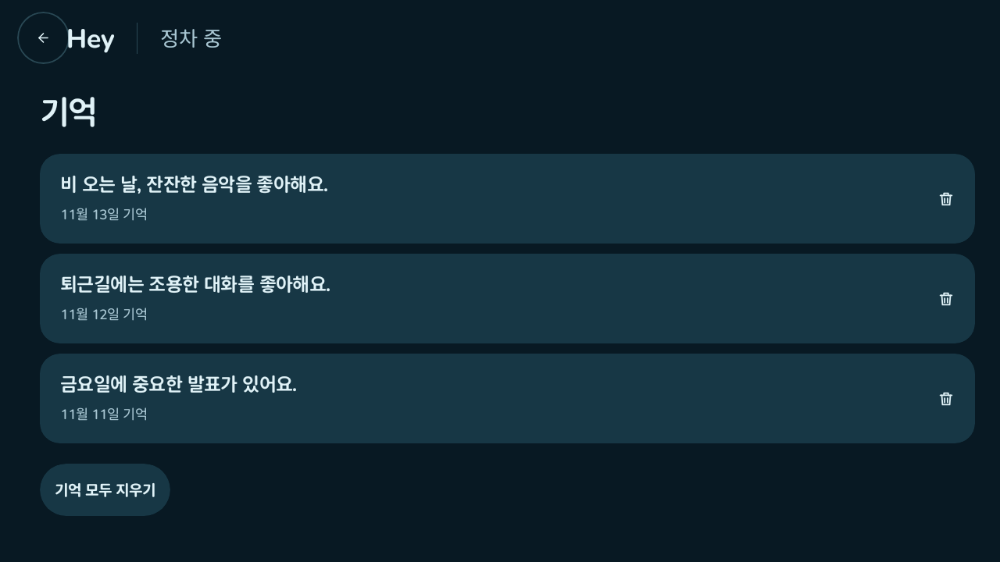 Hey
정차 중
기억
비 오는 날, 잔잔한 음악을 좋아해요.
11월 13일 기억
퇴근길에는 조용한 대화를 좋아해요.
11월 12일 기억
금요일에 중요한 발표가 있어요.
11월 11일 기억
기억 모두 지우기